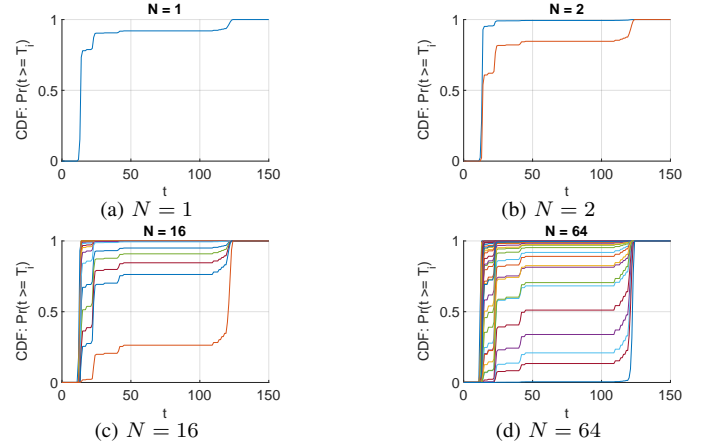 N = 1
CDF: Pr(t >= T_i)
1
0.5
0
0 50 100 150
t
(a) N = 1
N = 2
CDF: Pr(t >= T_i)
1
0.5
0
0 50 100 150
t
(b) N = 2
N = 16
CDF: Pr(t >= T_i)
1
0.5
0
0 50 100 150
t
(c) N = 16
N = 64
CDF: Pr(t >= T_i)
1
0.5
0
0 50 100 150
t
(d) N = 64